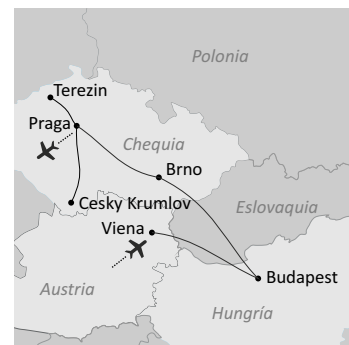 Polonia
Terezin
Praga
Chequia
Brno
Cesky Krumlov
Eslovaquia
Viena
Budapest
Austria
Hungría